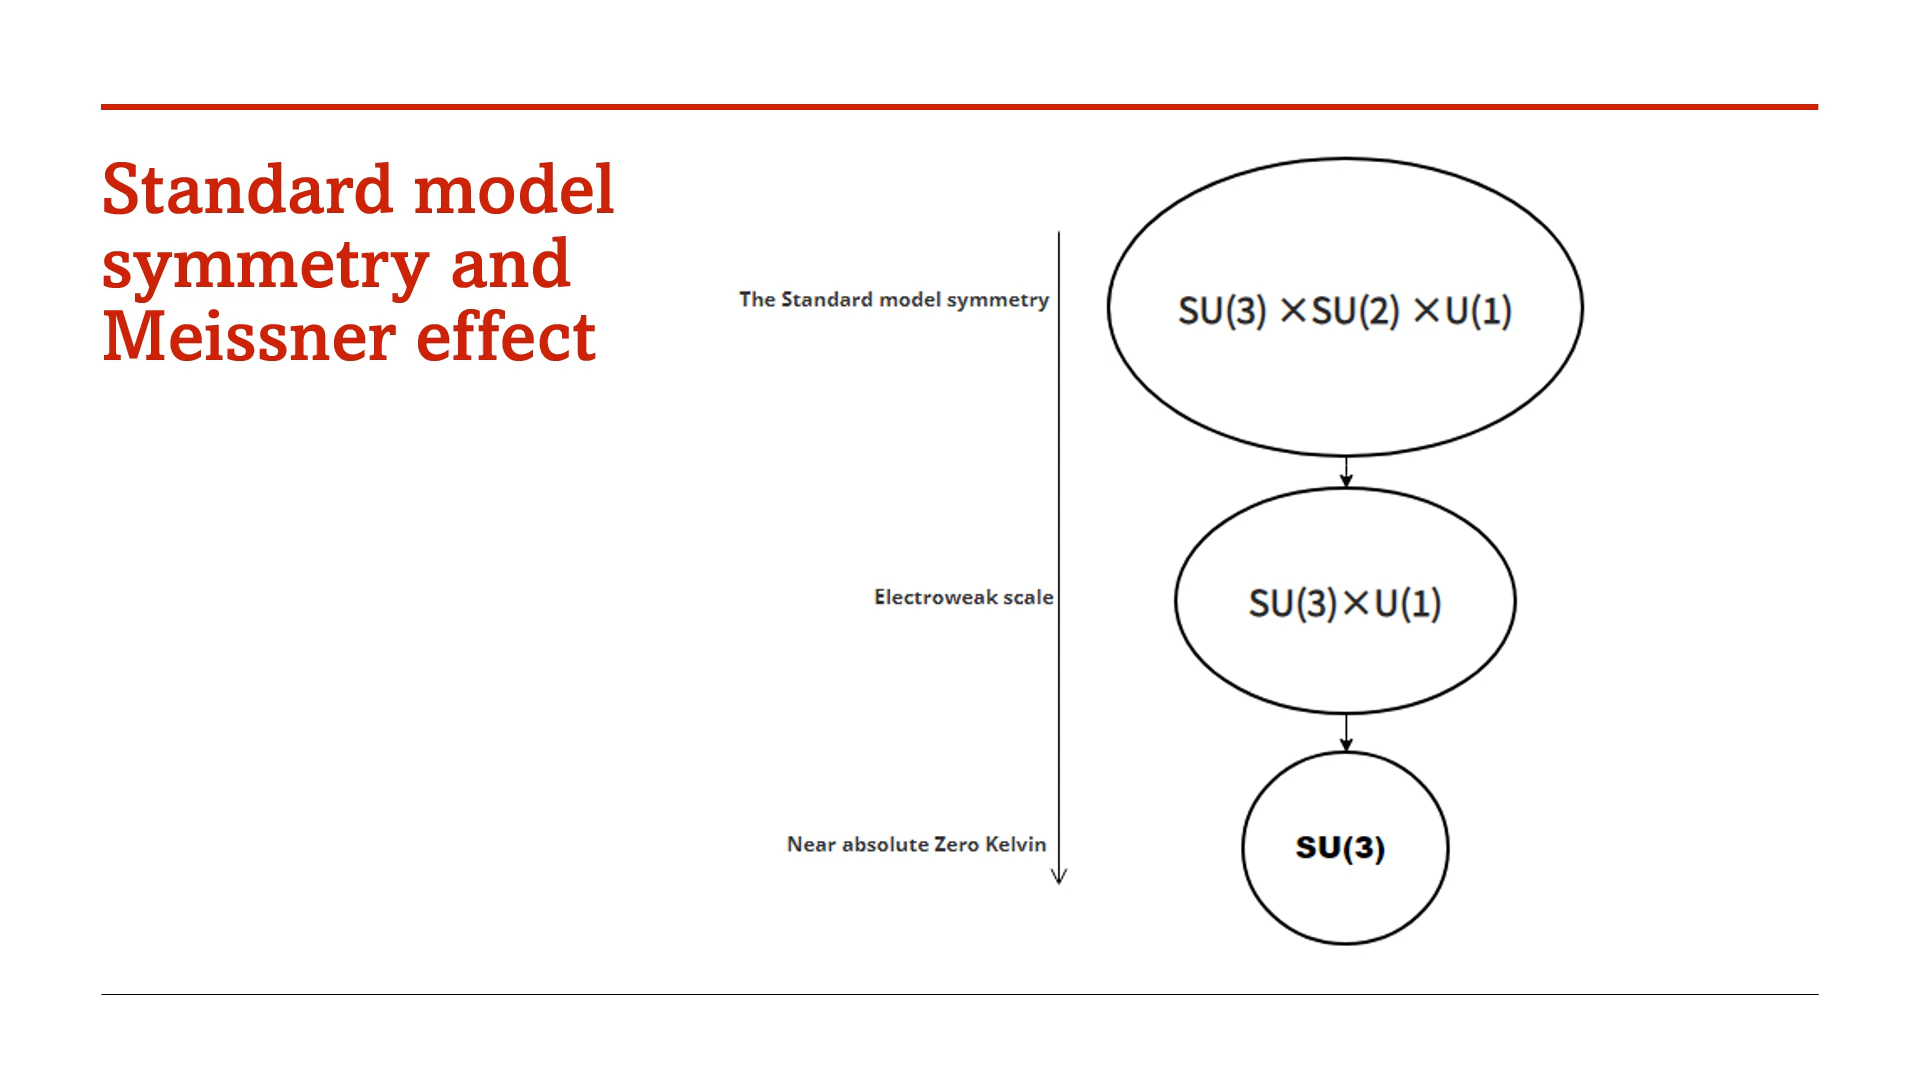 Standard model
symmetry and
Meissner effect
The Standard model symmetry
SU(3) ×SU(2) ×U(1)
Electroweak scale
SU(3)×U(1)
Near absolute Zero Kelvin
SU(3)